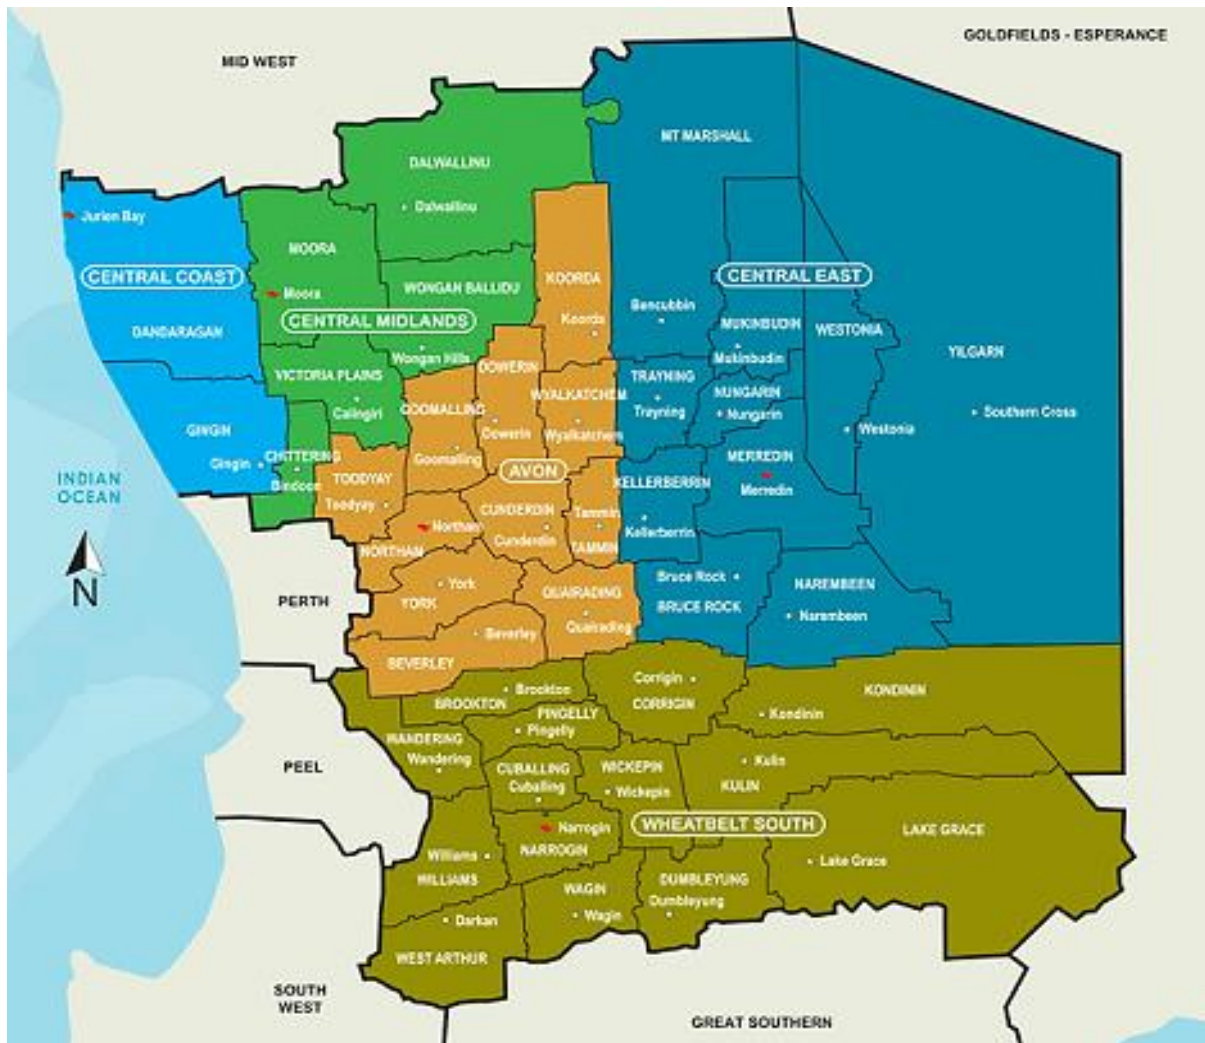 GOLDFIELDS - ESPERANCE
MID WEST
MT MARSHALL
DALWALLINU
Dalwallinu
Jurien Bay
MOORA
CENTRAL COAST
CENTRAL EAST
KOORDA
WONGAN BALLIDU
Moora
Bencubbin
CENTRAL MIDLANDS
Koorda
MUKINBUDIN
WESTONIA
DANDARAGAN
YILGARN
Wongan Hills
Mukinbudin
DOWERIN
VICTORIA PLAINS
TRAYNING
NUNGARIN
WYALKATCHEM
Calingiri
GOOMALLING
Trayning
Nungarin
Southern Cross
GINGIN
Dowerin
Wyalkatchem
Westonia
Gingin
CHITTERING
Goomalling
MERREDIN
INDIAN
OCEAN
Bindoon
TOODYAY
AVON
KELLERBERRIN
Merredin
Toodyay
CUNDERDIN
Tammin
Northam
Kellerberrin
Cunderdin
TAMMIN
NORTHAM
N
PERTH
York
YORK
QUAIRADING
Quairading
Bruce Rock
BRUCE ROCK
NAREMBEEN
Narembeen
Beverley
BEVERLEY
Corrigin
CORRIGIN
KONDININ
Kondinin
Brookton
BROOKTON
PINGELLY
Pingelly
WANDERING
Wandering
PEEL
CUBALLING
Cuballing
WICKEPIN
Wickepin
Kulin
KULIN
WHEATBELT SOUTH
Narrogin
NARROGIN
LAKE GRACE
Lake Grace
Williams
WILLIAMS
WAGIN
Wagin
DUMBLEYUNG
Dumbleyung
Darkan
WEST ARTHUR
SOUTH
WEST
GREAT SOUTHERN